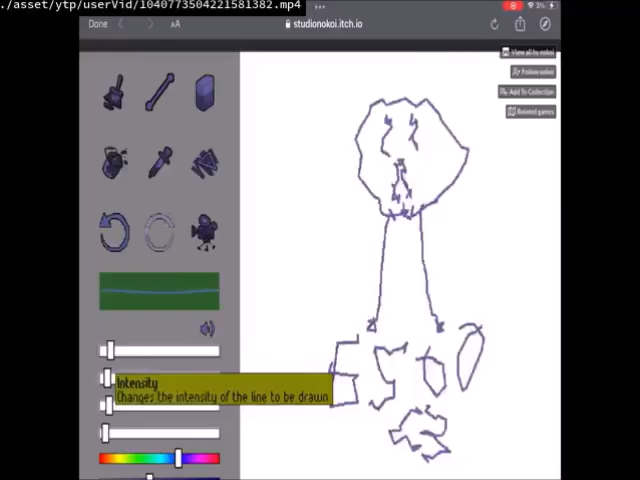 ./asset/ytp/userVid/1040773504221581382.mp4
Done
AA
studionokoi.itch.io
3%
View all by nokoi
Follow nokoi
Add To Collection
Related games
Intensity
Changes the intensity of the line to be drawn